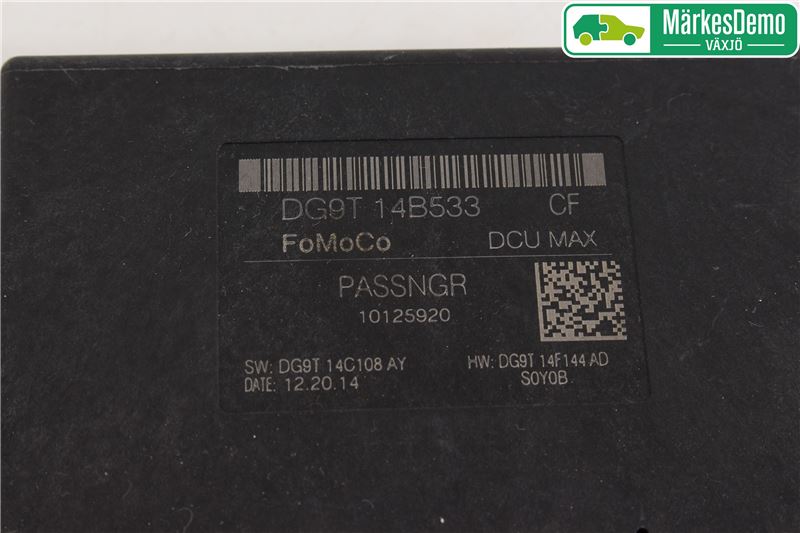 MärkesDemo
VÄXJÖ
DG9T 14B533 CF
FoMoCo DCU MAX
PASSNGR
10125920
SW: DG9T 14C108 AY HW: DG9T 14F144 AD
DATE: 12.20.14 S0Y0B